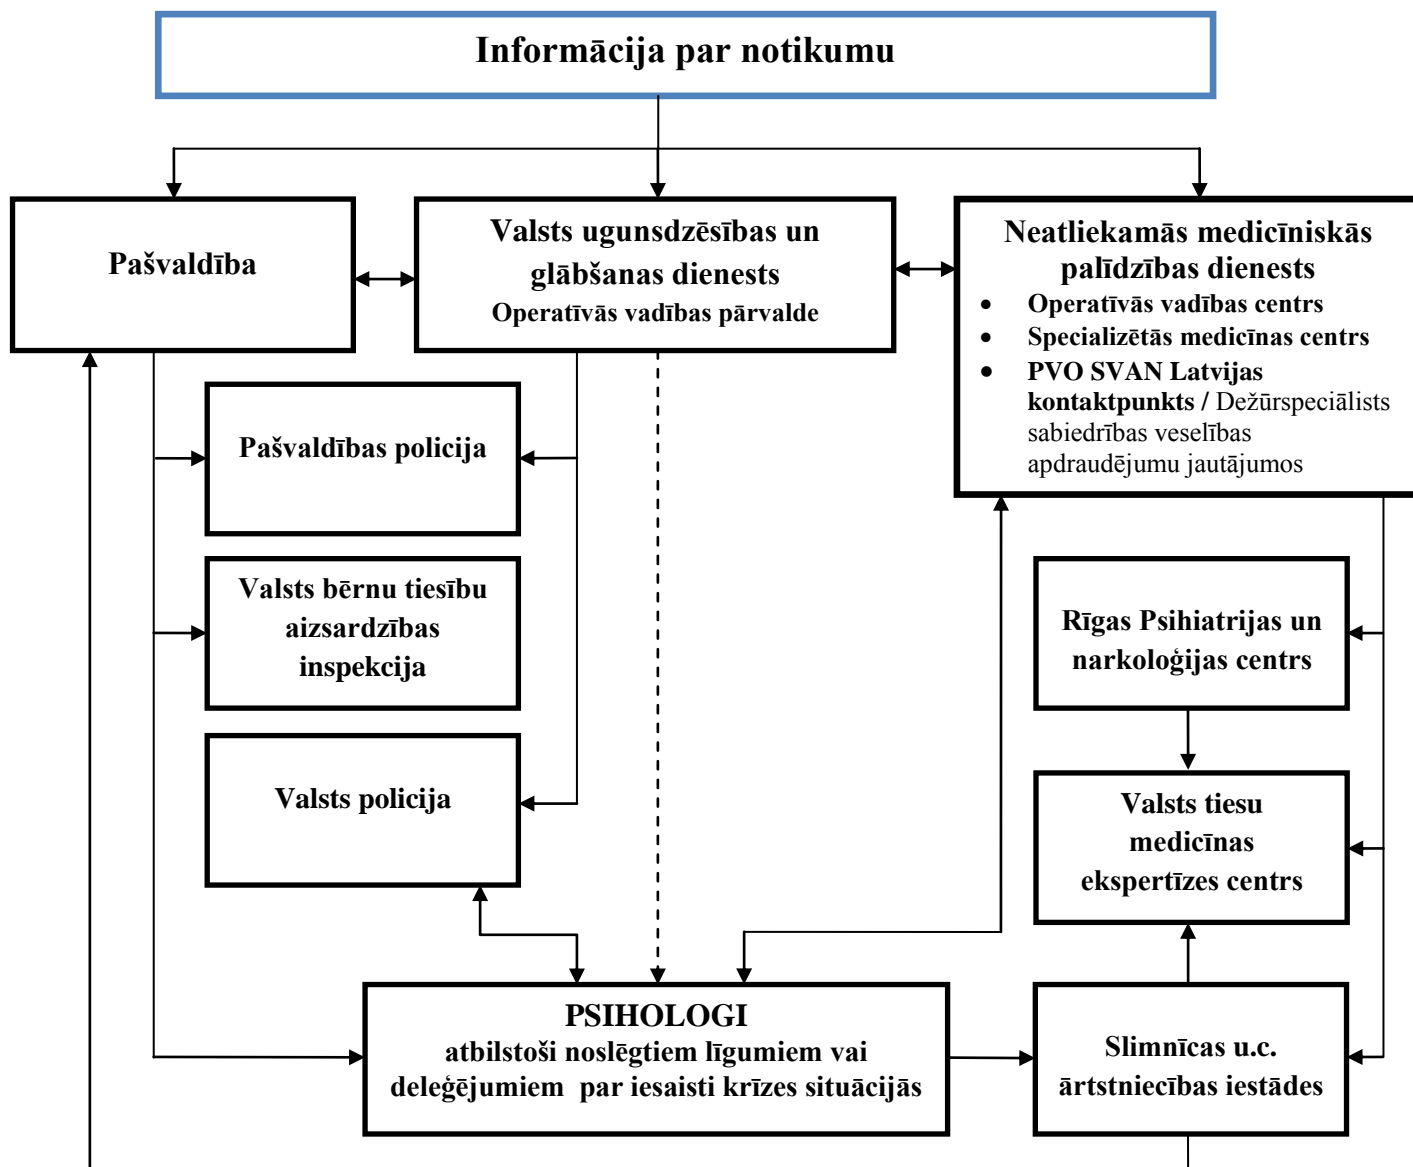 Informācija par notikumu
Pašvaldība
Valsts ugunsdzēsības un
glābšanas dienests
Operatīvās vadības pārvalde
Neatliekamās medicīniskās
palīdzības dienests
• Operatīvās vadības centrs
• Specializētās medicīnas centrs
• PVO SVAN Latvijas
kontaktpunkts / Dežūrspeciālists
sabiedrības veselības
apdraudējumu jautājumos
Pašvaldības policija
Valsts bērnu tiesību
aizsardzības
inspekcija
Rīgas Psihiatrijas un
narkoloģijas centrs
Valsts policija
Valsts tiesu
medicīnas
ekspertīzes centrs
PSIHOLOGI
atbilstoši noslēgtiem līgumiem vai
deleģējumiem  par iesaisti krīzes situācijās
Slimnīcas u.c.
ārtstniecības iestādes